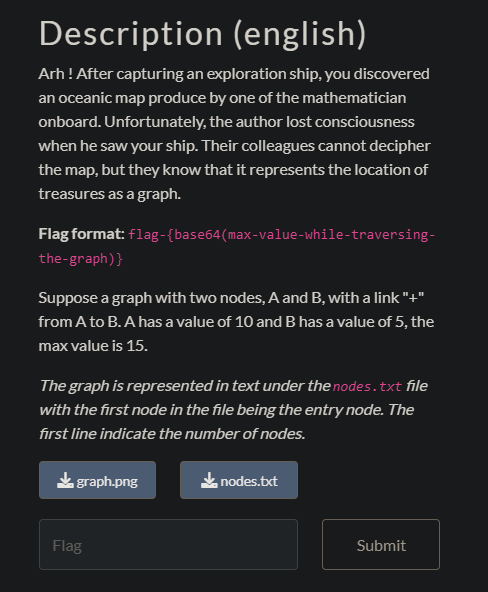 Description (english)
Arh ! After capturing an exploration ship, you discovered
an oceanic map produce by one of the mathematician
onboard. Unfortunately, the author lost consciousness
when he saw your ship. Their colleagues cannot decipher
the map, but they know that it represents the location of
treasures as a graph.
Flag format: flag-{base64(max-value-while-traversing-
the-graph)}
Suppose a graph with two nodes, A and B, with a link "+"
from A to B. A has a value of 10 and B has a value of 5, the
max value is 15.
The graph is represented in text under the nodes.txt file
with the first node in the file being the entry node. The
first line indicate the number of nodes.
graph.png nodes.txt
Flag Submit